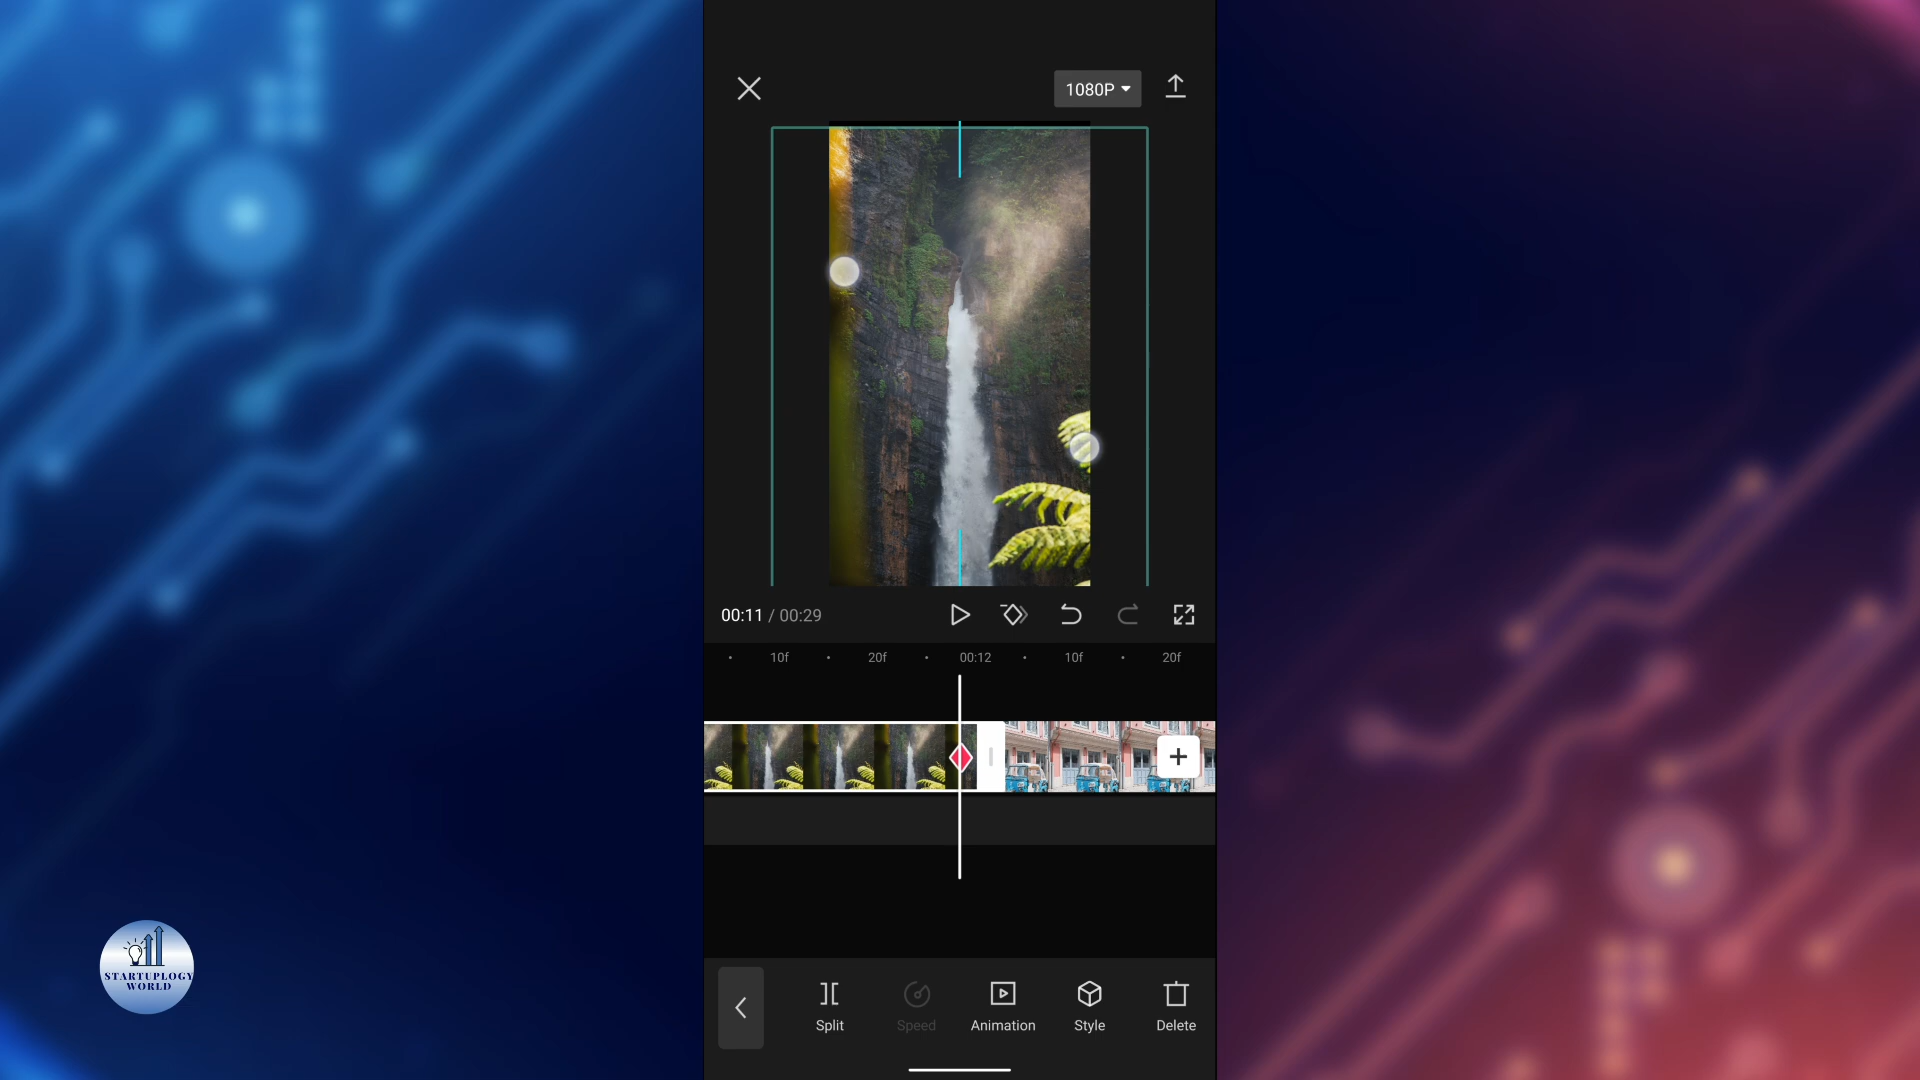 1080P
00:11 / 00:29
10f 20f 00:12 10f 20f
Split Speed Animation Style Delete
STARTUPLOGY
WORLD